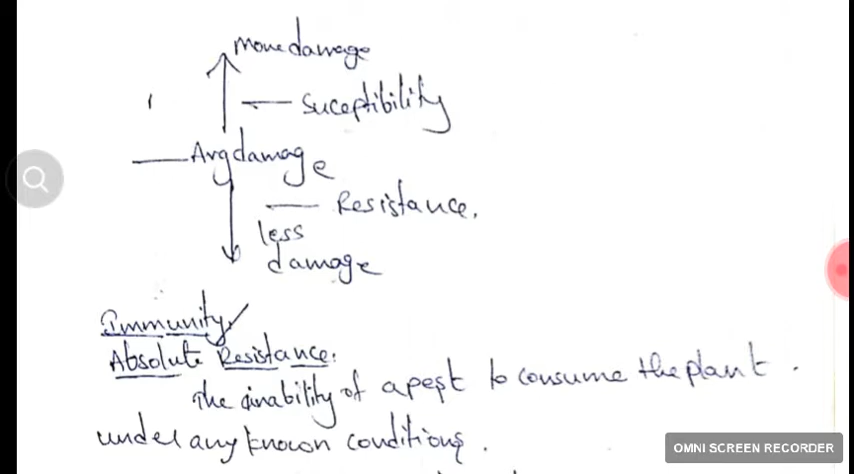 More damage
Suceptibility
Avg damage
Resistance.
less
damage
Immunity
Absolute Resistance.
The inability of a pest to consume the plant.
under any known conditions.
OMNI SCREEN RECORDER